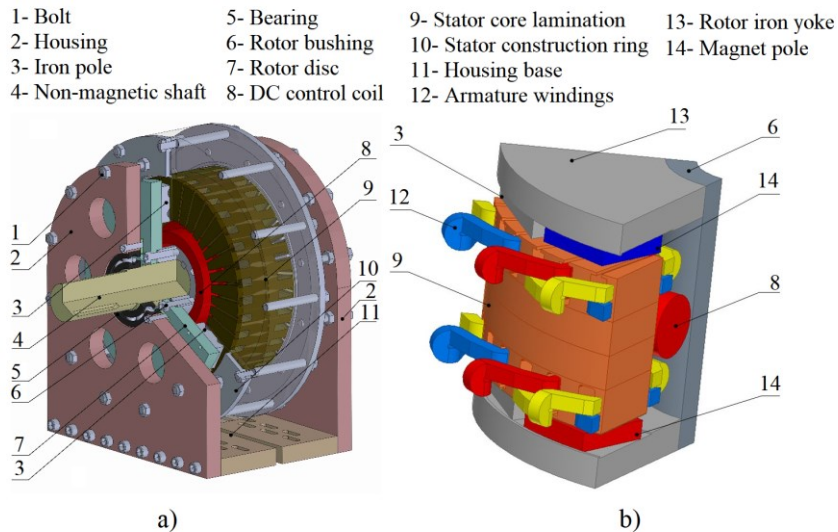 1- Bolt
2- Housing
3- Iron pole
4- Non-magnetic shaft
5- Bearing
6- Rotor bushing
7- Rotor disc
8- DC control coil
9- Stator core lamination
10- Stator construction ring
11- Housing base
12- Armature windings
13- Rotor iron yoke
14- Magnet pole
1
2
3
4
5
6
7
3
8
9
10
2
11
a)
13
6
3
12
14
9
8
14
b)